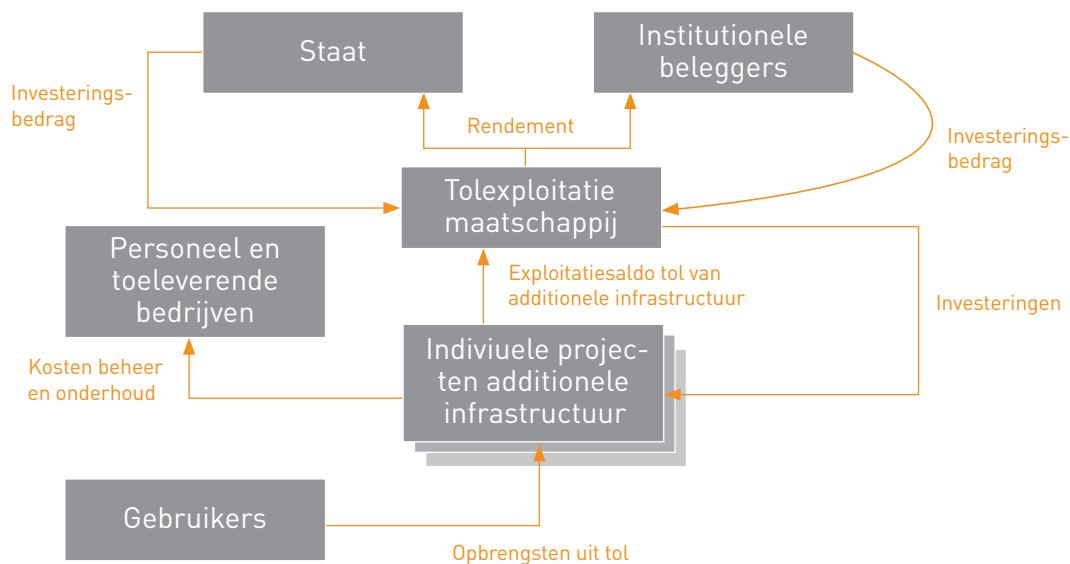 Staat
Institutionele
beleggers
Investerings-
bedrag
Rendement
Investerings-
bedrag
Tolexploitatie
maatschappij
Personeel en
toeleverende
bedrijven
Exploitatiesaldo tol van
additionele infrastructuur
Investeringen
Kosten beheer
en onderhoud
Indiviuele projec-
ten additionele
infrastructuur
Gebruikers
Opbrengsten uit tol